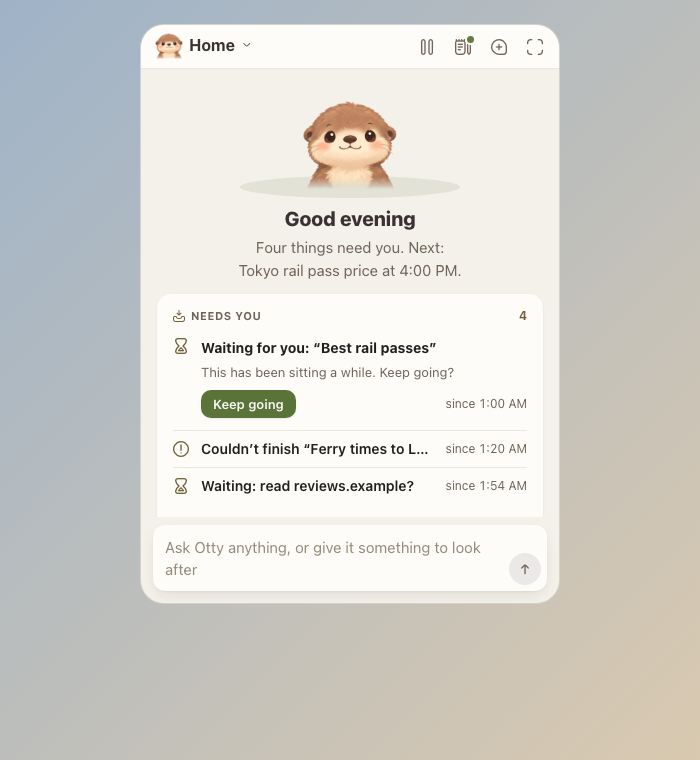 Home
Good evening
Four things need you. Next:
Tokyo rail pass price at 4:00 PM.
NEEDS YOU 4
Waiting for you: “Best rail passes”
This has been sitting a while. Keep going?
Keep going since 1:00 AM
Couldn’t finish “Ferry times to L… since 1:20 AM
Waiting: read reviews.example? since 1:54 AM
Ask Otty anything, or give it something to look
after